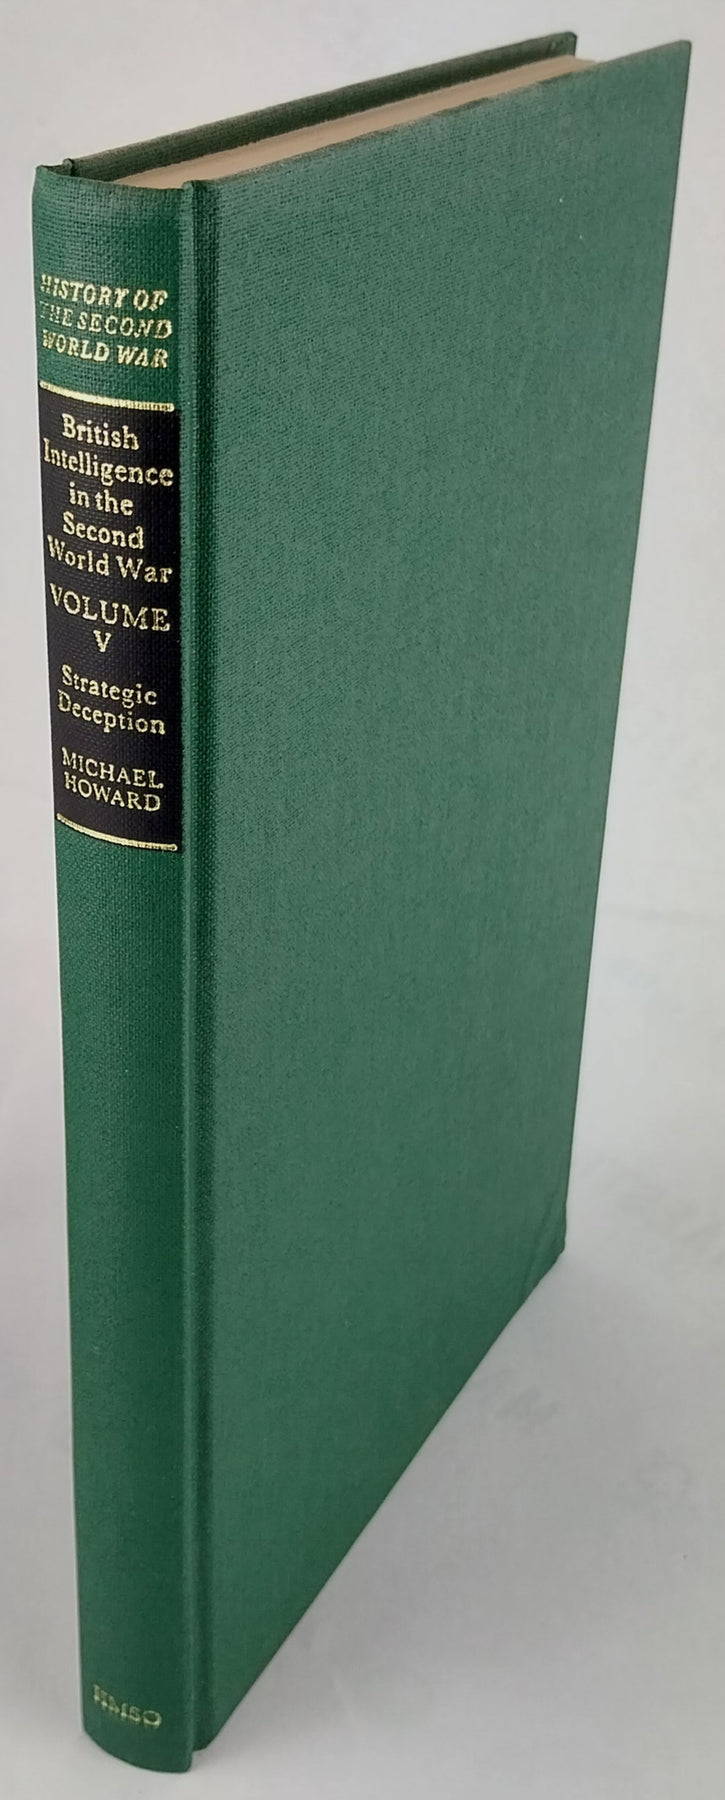 HISTORY OF
THE SECOND
WORLD WAR
British
Intelligence
in the
Second
World War
VOLUME
V
Strategic
Deception
MICHAEL
HOWARD
HMSO